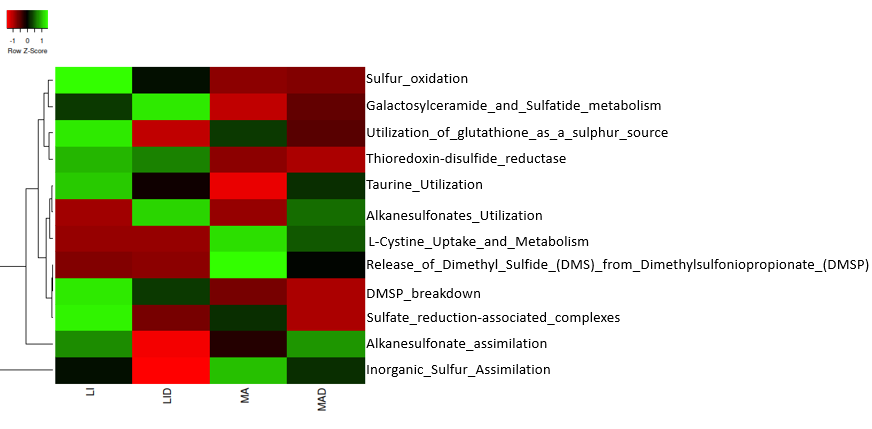 -1 0 1
Row Z-Score
Sulfur_oxidation
Galactosylceramide_and_Sulfatide_metabolism
Utilization_of_glutathione_as_a_sulphur_source
Thioredoxin-disulfide_reductase
Taurine_Utilization
Alkanesulfonates_Utilization
L-Cystine_Uptake_and_Metabolism
Release_of_Dimethyl_Sulfide_(DMS)_from_Dimethylsulfoniopropionate_(DMSP)
DMSP_breakdown
Sulfate_reduction-associated_complexes
Alkanesulfonate_assimilation
Inorganic_Sulfur_Assimilation
LI LID MA MAD